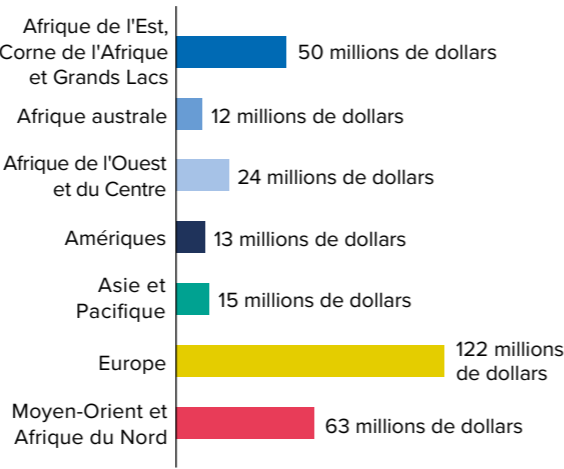 Afrique de l'Est,
Corne de l'Afrique
et Grands Lacs
50 millions de dollars
Afrique australe
12 millions de dollars
Afrique de l'Ouest
et du Centre
24 millions de dollars
Amériques
13 millions de dollars
Asie et
Pacifique
15 millions de dollars
Europe
122 millions
de dollars
Moyen-Orient et
Afrique du Nord
63 millions de dollars